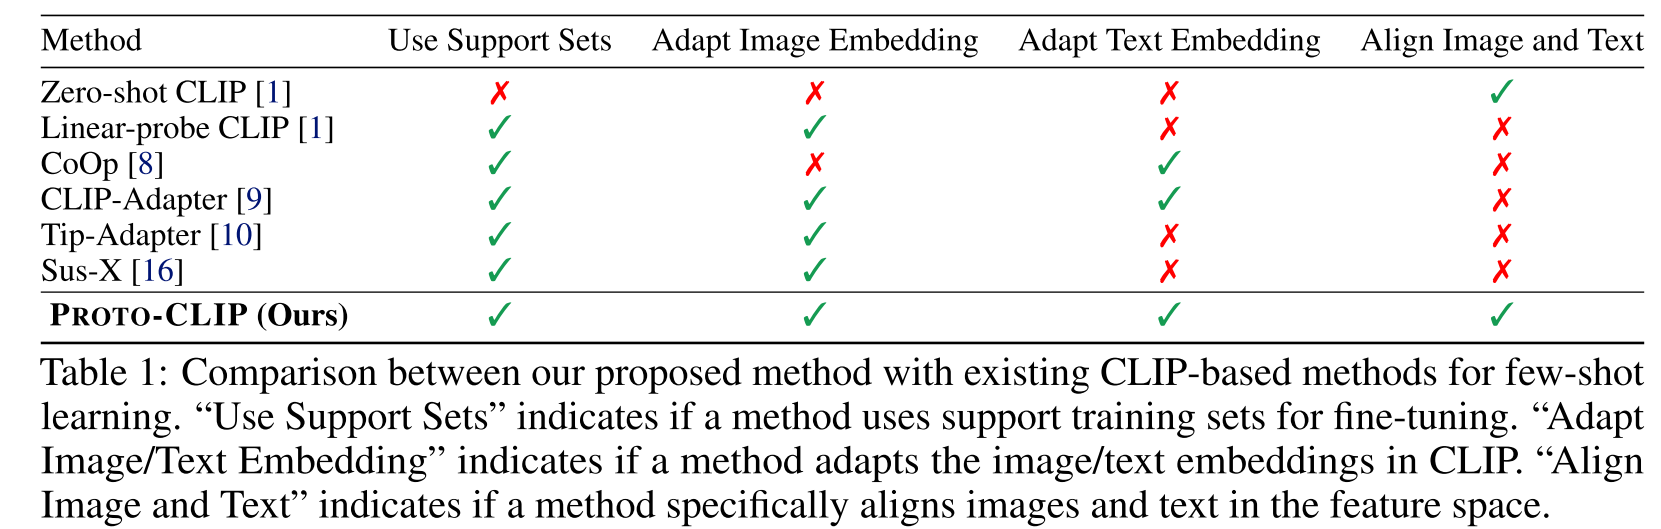 Method Use Support Sets Adapt Image Embedding Adapt Text Embedding Align Image and Text
Zero-shot CLIP [1] ✗ ✗ ✗ ✓
Linear-probe CLIP [1] ✓ ✓ ✗ ✗
CoOp [8] ✓ ✗ ✓ ✗
CLIP-Adapter [9] ✓ ✓ ✓ ✗
Tip-Adapter [10] ✓ ✓ ✗ ✗
Sus-X [16] ✓ ✓ ✗ ✗
PROTO-CLIP (Ours) ✓ ✓ ✓ ✓
Table 1: Comparison between our proposed method with existing CLIP-based methods for few-shot
learning. “Use Support Sets” indicates if a method uses support training sets for fine-tuning. “Adapt
Image/Text Embedding” indicates if a method adapts the image/text embeddings in CLIP. “Align
Image and Text” indicates if a method specifically aligns images and text in the feature space.